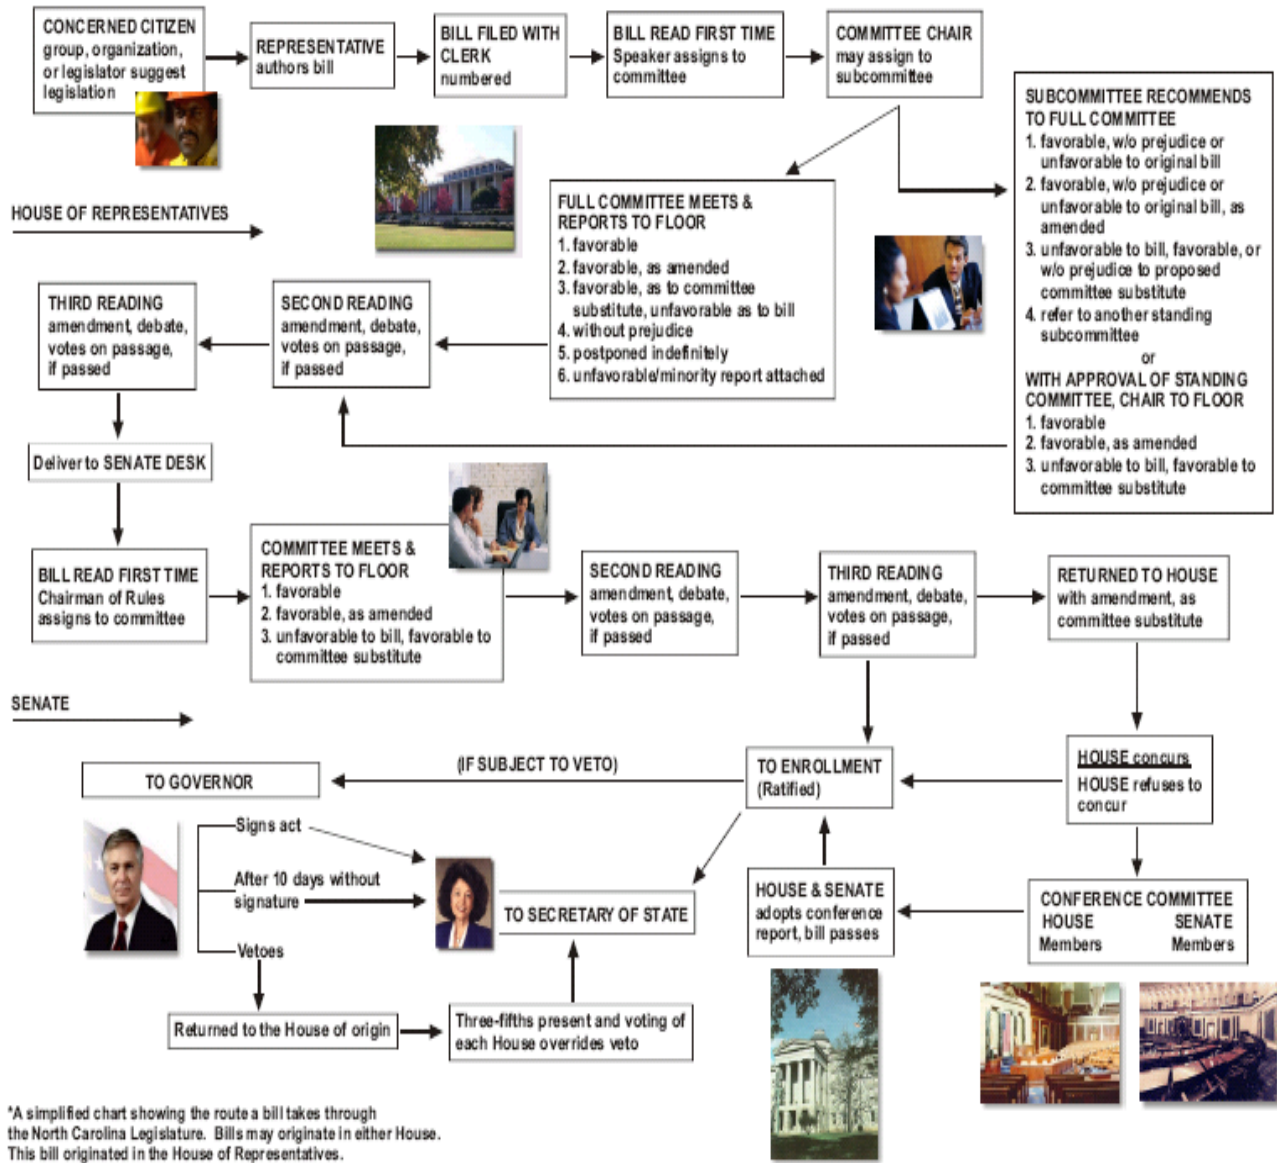 CONCERNED CITIZEN
group, organization,
or legislator suggest
legislation
REPRESENTATIVE
authors bill
BILL FILED WITH
CLERK
numbered
BILL READ FIRST TIME
Speaker assigns to
committee
COMMITTEE CHAIR
may assign to
subcommittee
SUBCOMMITTEE RECOMMENDS
TO FULL COMMITTEE
1. favorable, w/o prejudice or
unfavorable to original bill
2. favorable, w/o prejudice or
unfavorable to original bill, as
amended
3. unfavorable to bill, favorable, or
w/o prejudice to proposed
committee substitute
4. refer to another standing
subcommittee
or
WITH APPROVAL OF STANDING
COMMITTEE, CHAIR TO FLOOR
1. favorable
2. favorable, as amended
3. unfavorable to bill, favorable to
committee substitute
HOUSE OF REPRESENTATIVES
FULL COMMITTEE MEETS &
REPORTS TO FLOOR
1. favorable
2. favorable, as amended
3. favorable, as to committee
substitute, unfavorable as to bill
4. without prejudice
5. postponed indefinitely
6. unfavorable/minority report attached
SECOND READING
amendment, debate,
votes on passage,
if passed
THIRD READING
amendment, debate,
votes on passage,
if passed
Deliver to SENATE DESK
BILL READ FIRST TIME
Chairman of Rules
assigns to committee
COMMITTEE MEETS &
REPORTS TO FLOOR
1. favorable
2. favorable, as amended
3. unfavorable to bill, favorable to
committee substitute
SECOND READING
amendment, debate,
votes on passage,
if passed
THIRD READING
amendment, debate,
votes on passage,
if passed
RETURNED TO HOUSE
with amendment, as
committee substitute
SENATE
HOUSE concurs
HOUSE refuses to
concur
TO ENROLLMENT
(Ratified)
(IF SUBJECT TO VETO)
TO GOVERNOR
Signs act
After 10 days without
signature
Vetoes
TO SECRETARY OF STATE
HOUSE & SENATE
adopts conference
report, bill passes
CONFERENCE COMMITTEE
HOUSE SENATE
Members Members
Returned to the House of origin
Three-fifths present and voting of
each House overrides veto
*A simplified chart showing the route a bill takes through
the North Carolina Legislature. Bills may originate in either House.
This bill originated in the House of Representatives.